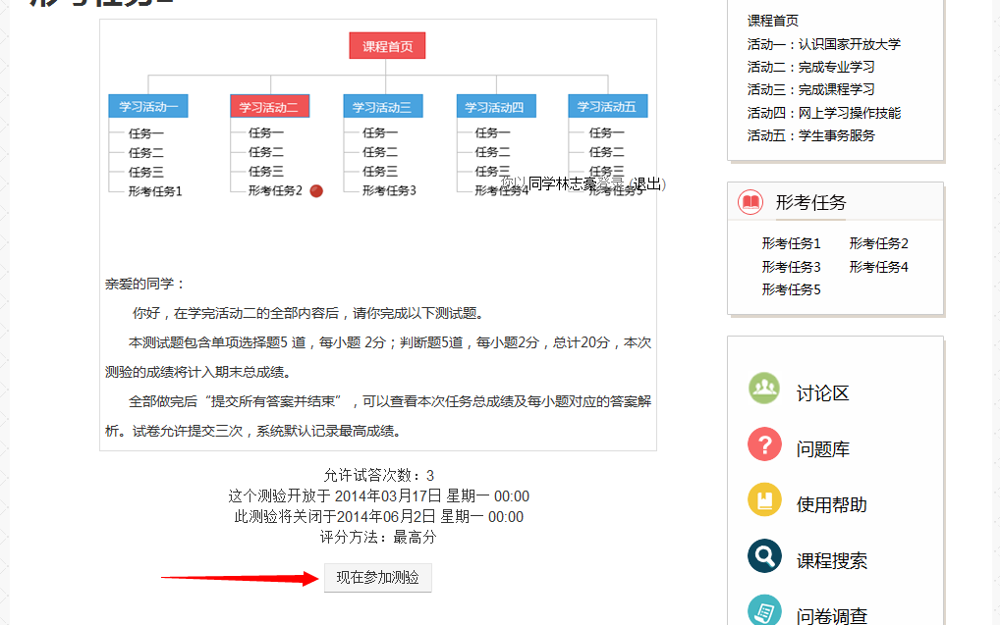 形考任务2
课程首页
学习活动一 学习活动二 学习活动三 学习活动四 学习活动五
任务一 任务一 任务一 任务一 任务一
任务二 任务二 任务二 任务二 任务二
任务三 任务三 任务三 任务三 任务三
您以同学林志豪登录 (退出)
形考任务1 形考任务2 形考任务3 形考任务4 形考任务5
亲爱的同学：
你好，在学完活动二的全部内容后，请你完成以下测试题。
本测试题包含单项选择题5 道，每小题 2分；判断题5道，每小题2分，总计20分，本次
测验的成绩将计入期末总成绩。
全部做完后“提交所有答案并结束”，可以查看本次任务总成绩及每小题对应的答案解
析。试卷允许提交三次，系统默认记录最高成绩。
允许试答次数：3
这个测验开放于 2014年03月17日 星期一 00:00
此测验将关闭于2014年06月2日 星期一 00:00
评分方法：最高分
现在参加测验
课程首页
活动一：认识国家开放大学
活动二：完成专业学习
活动三：完成课程学习
活动四：网上学习操作技能
活动五：学生事务服务
形考任务
形考任务1 形考任务2
形考任务3 形考任务4
形考任务5
讨论区
?
问题库
使用帮助
课程搜索
问卷调查